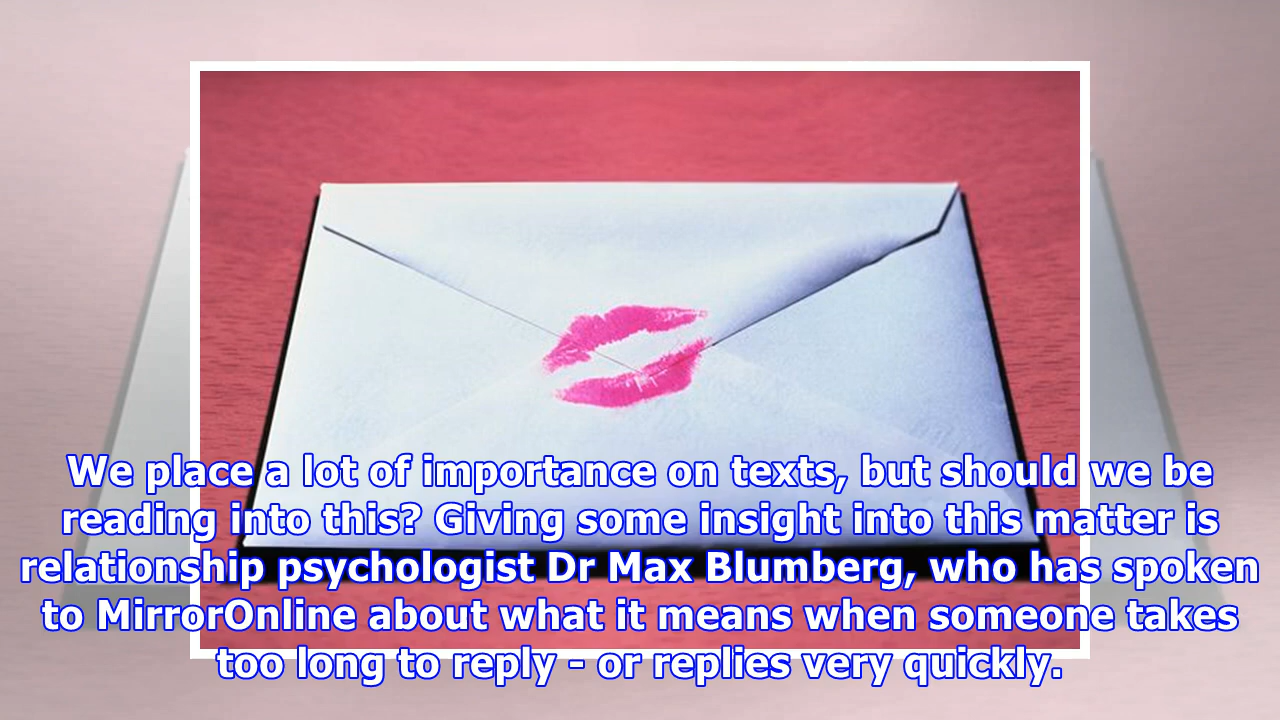 We place a lot of importance on texts, but should we be
reading into this? Giving some insight into this matter is
relationship psychologist Dr Max Blumberg, who has spoken
to MirrorOnline about what it means when someone takes
too long to reply - or replies very quickly.